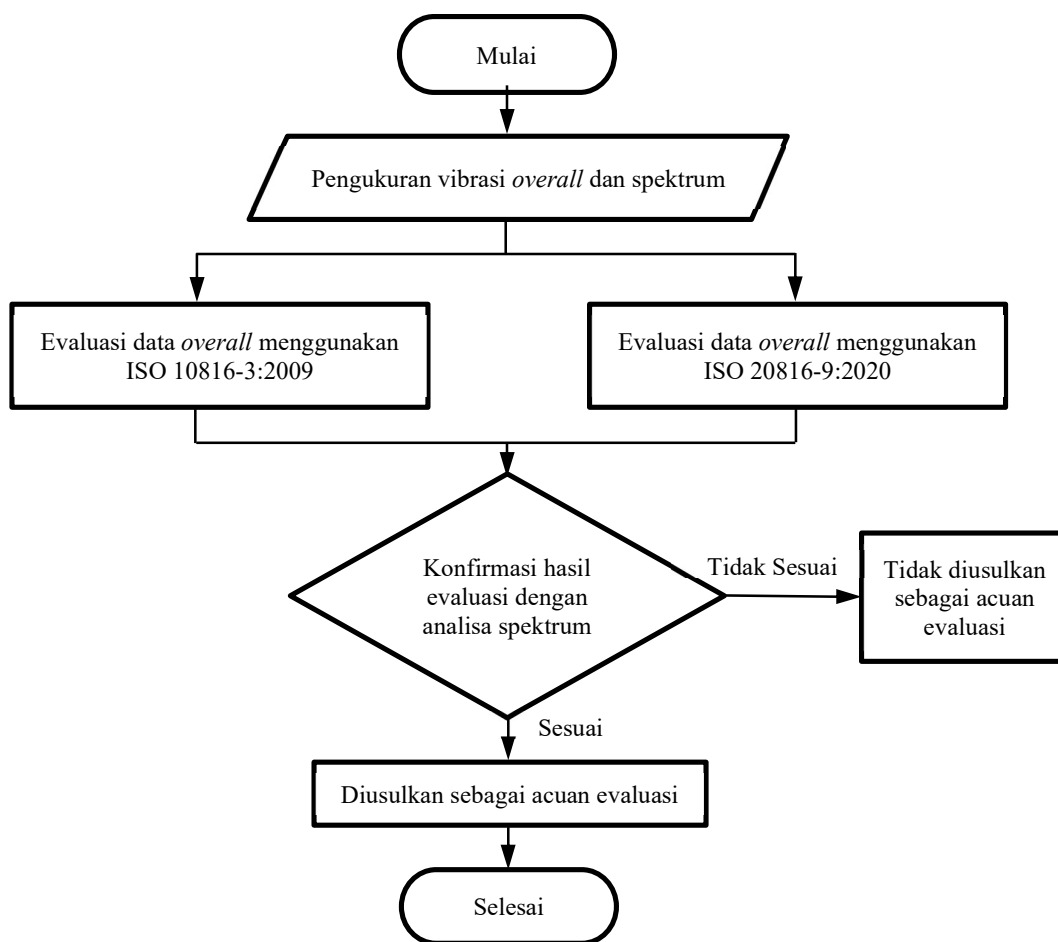 Mulai
Pengukuran vibrasi overall dan spektrum
Evaluasi data overall menggunakan
ISO 10816-3:2009
Evaluasi data overall menggunakan
ISO 20816-9:2020
Konfirmasi hasil
evaluasi dengan
analisa spektrum
Tidak Sesuai
Tidak diusulkan
sebagai acuan
evaluasi
Sesuai
Diusulkan sebagai acuan evaluasi
Selesai